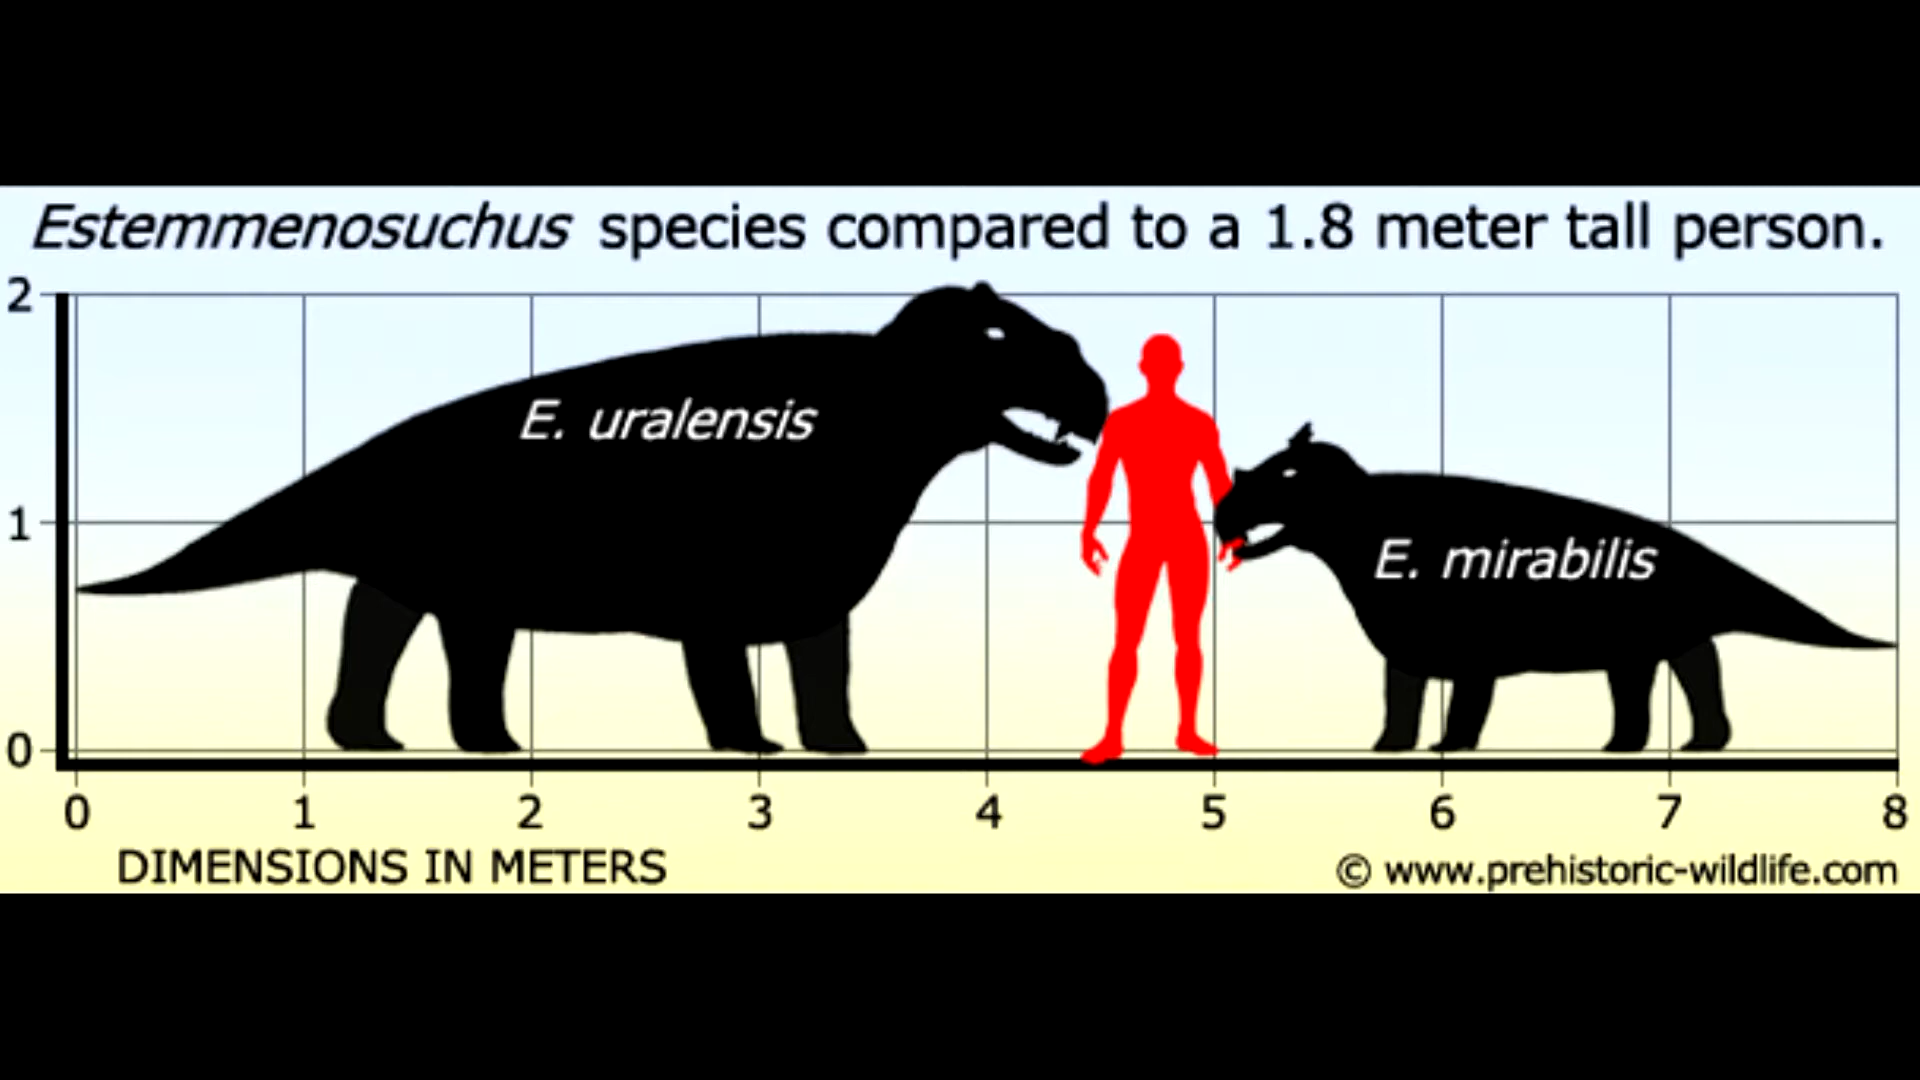 Estemmenosuchus species compared to a 1.8 meter tall person.
2
E. uralensis
1
E. mirabilis
0
0 1 2 3 4 5 6 7 8
DIMENSIONS IN METERS
© www.prehistoric-wildlife.com